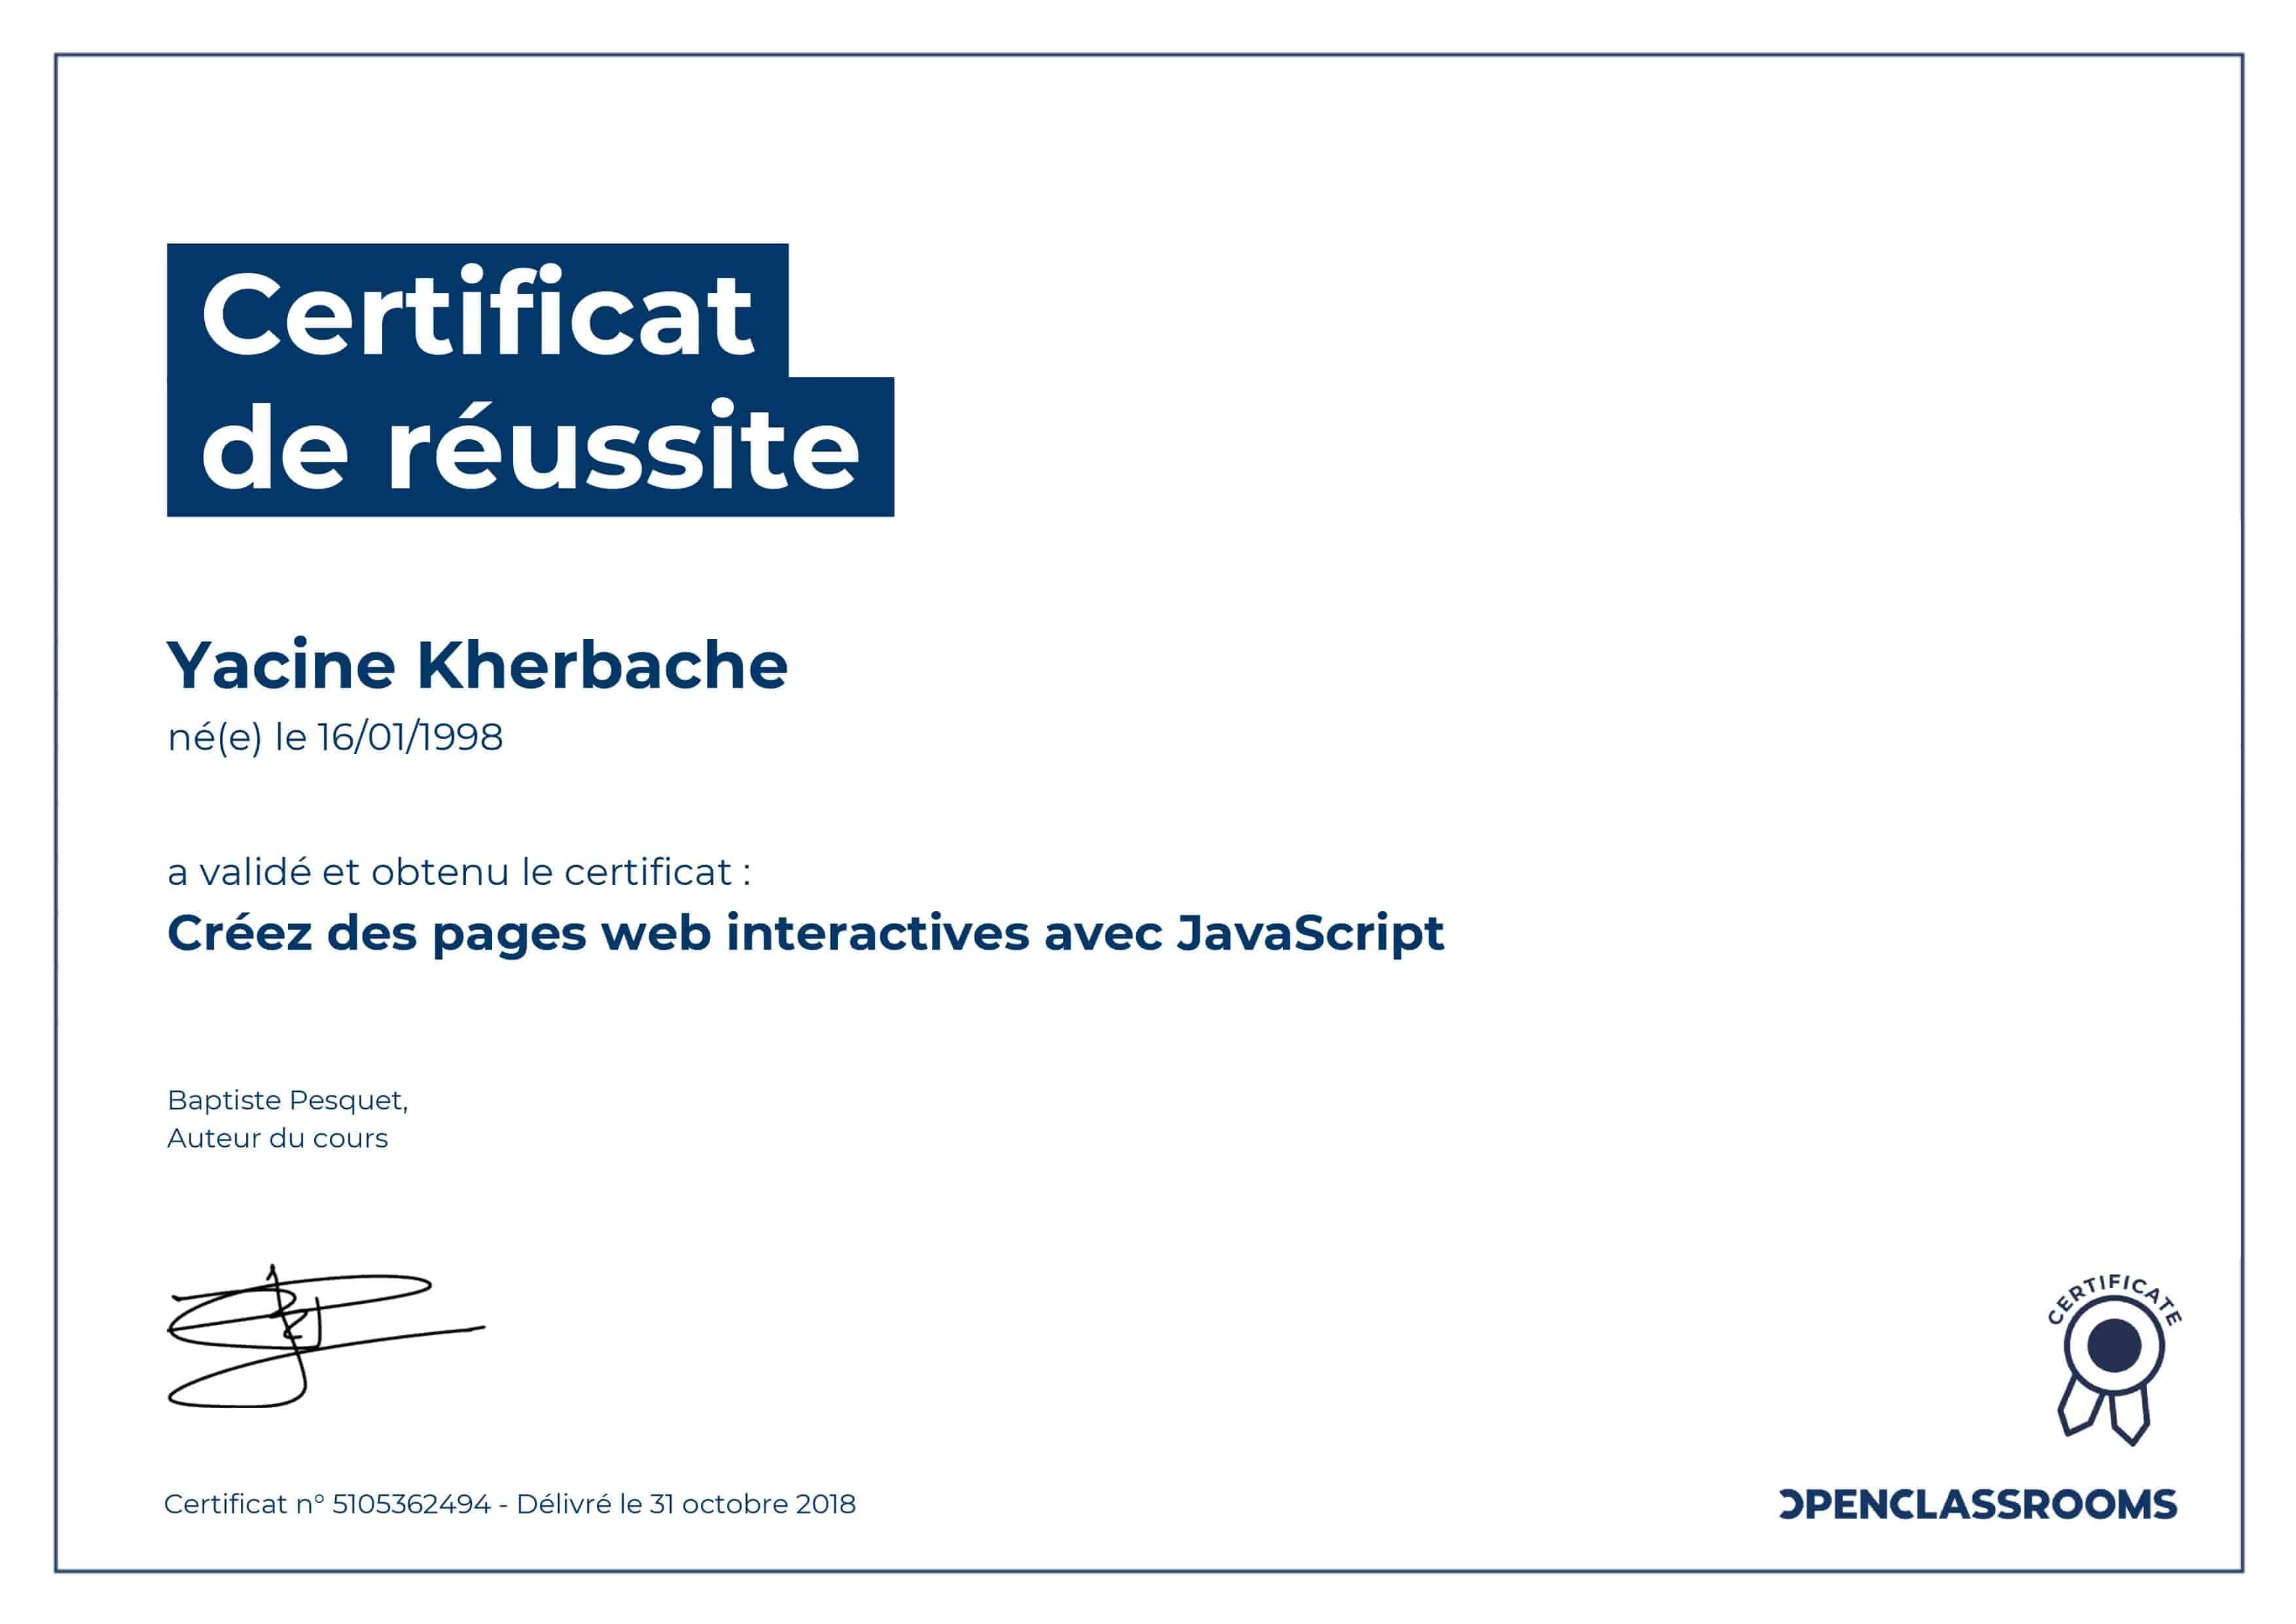 Certificat
de réussite
Yacine Kherbache
né(e) le 16/01/1998
a validé et obtenu le certificat :
Créez des pages web interactives avec JavaScript
Baptiste Pesquet,
Auteur du cours
CERTIFICATE
Certificat n° 5105362494 - Délivré le 31 octobre 2018
OPENCLASSROOMS